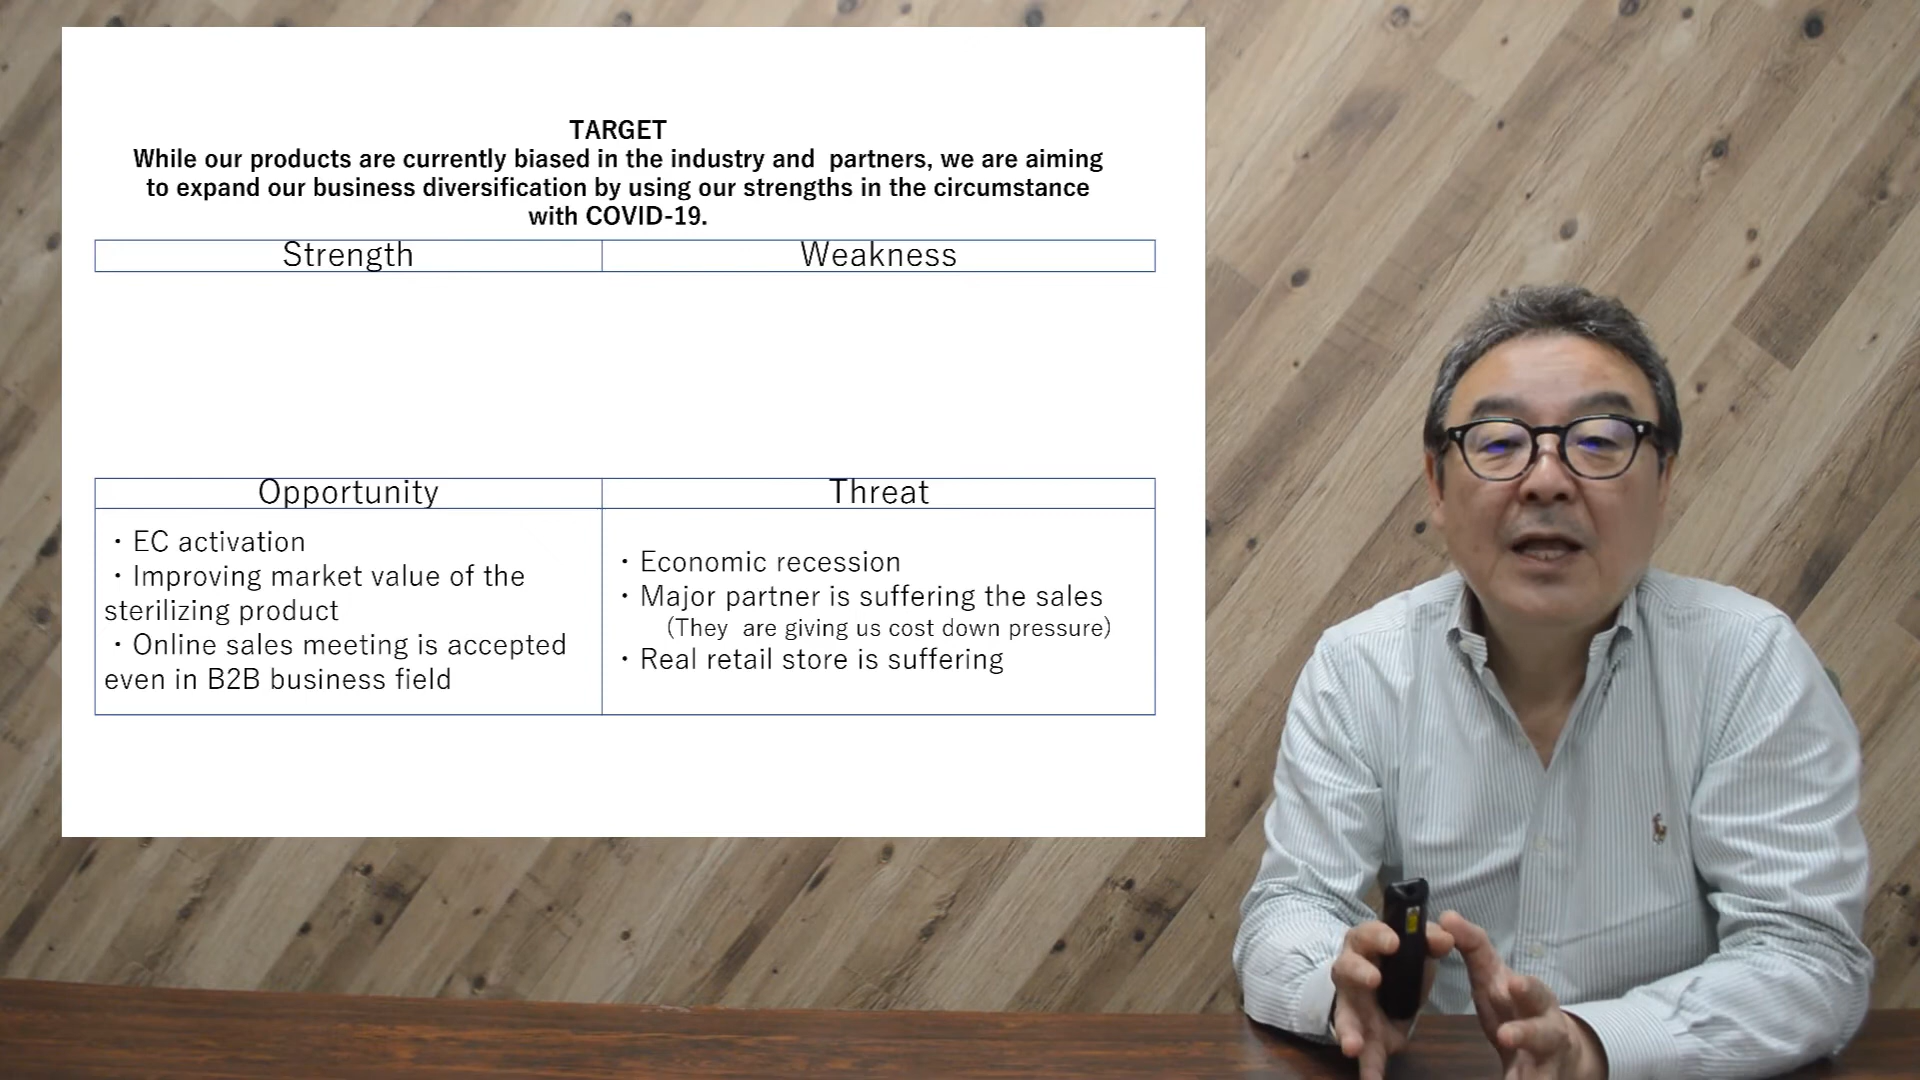 TARGET
While our products are currently biased in the industry and partners, we are aiming
to expand our business diversification by using our strengths in the circumstance
with COVID-19.
Strength
Weakness
Opportunity
Threat
・EC activation
・Improving market value of the
sterilizing product
・Online sales meeting is accepted
even in B2B business field
・Economic recession
・Major partner is suffering the sales
(They are giving us cost down pressure)
・Real retail store is suffering